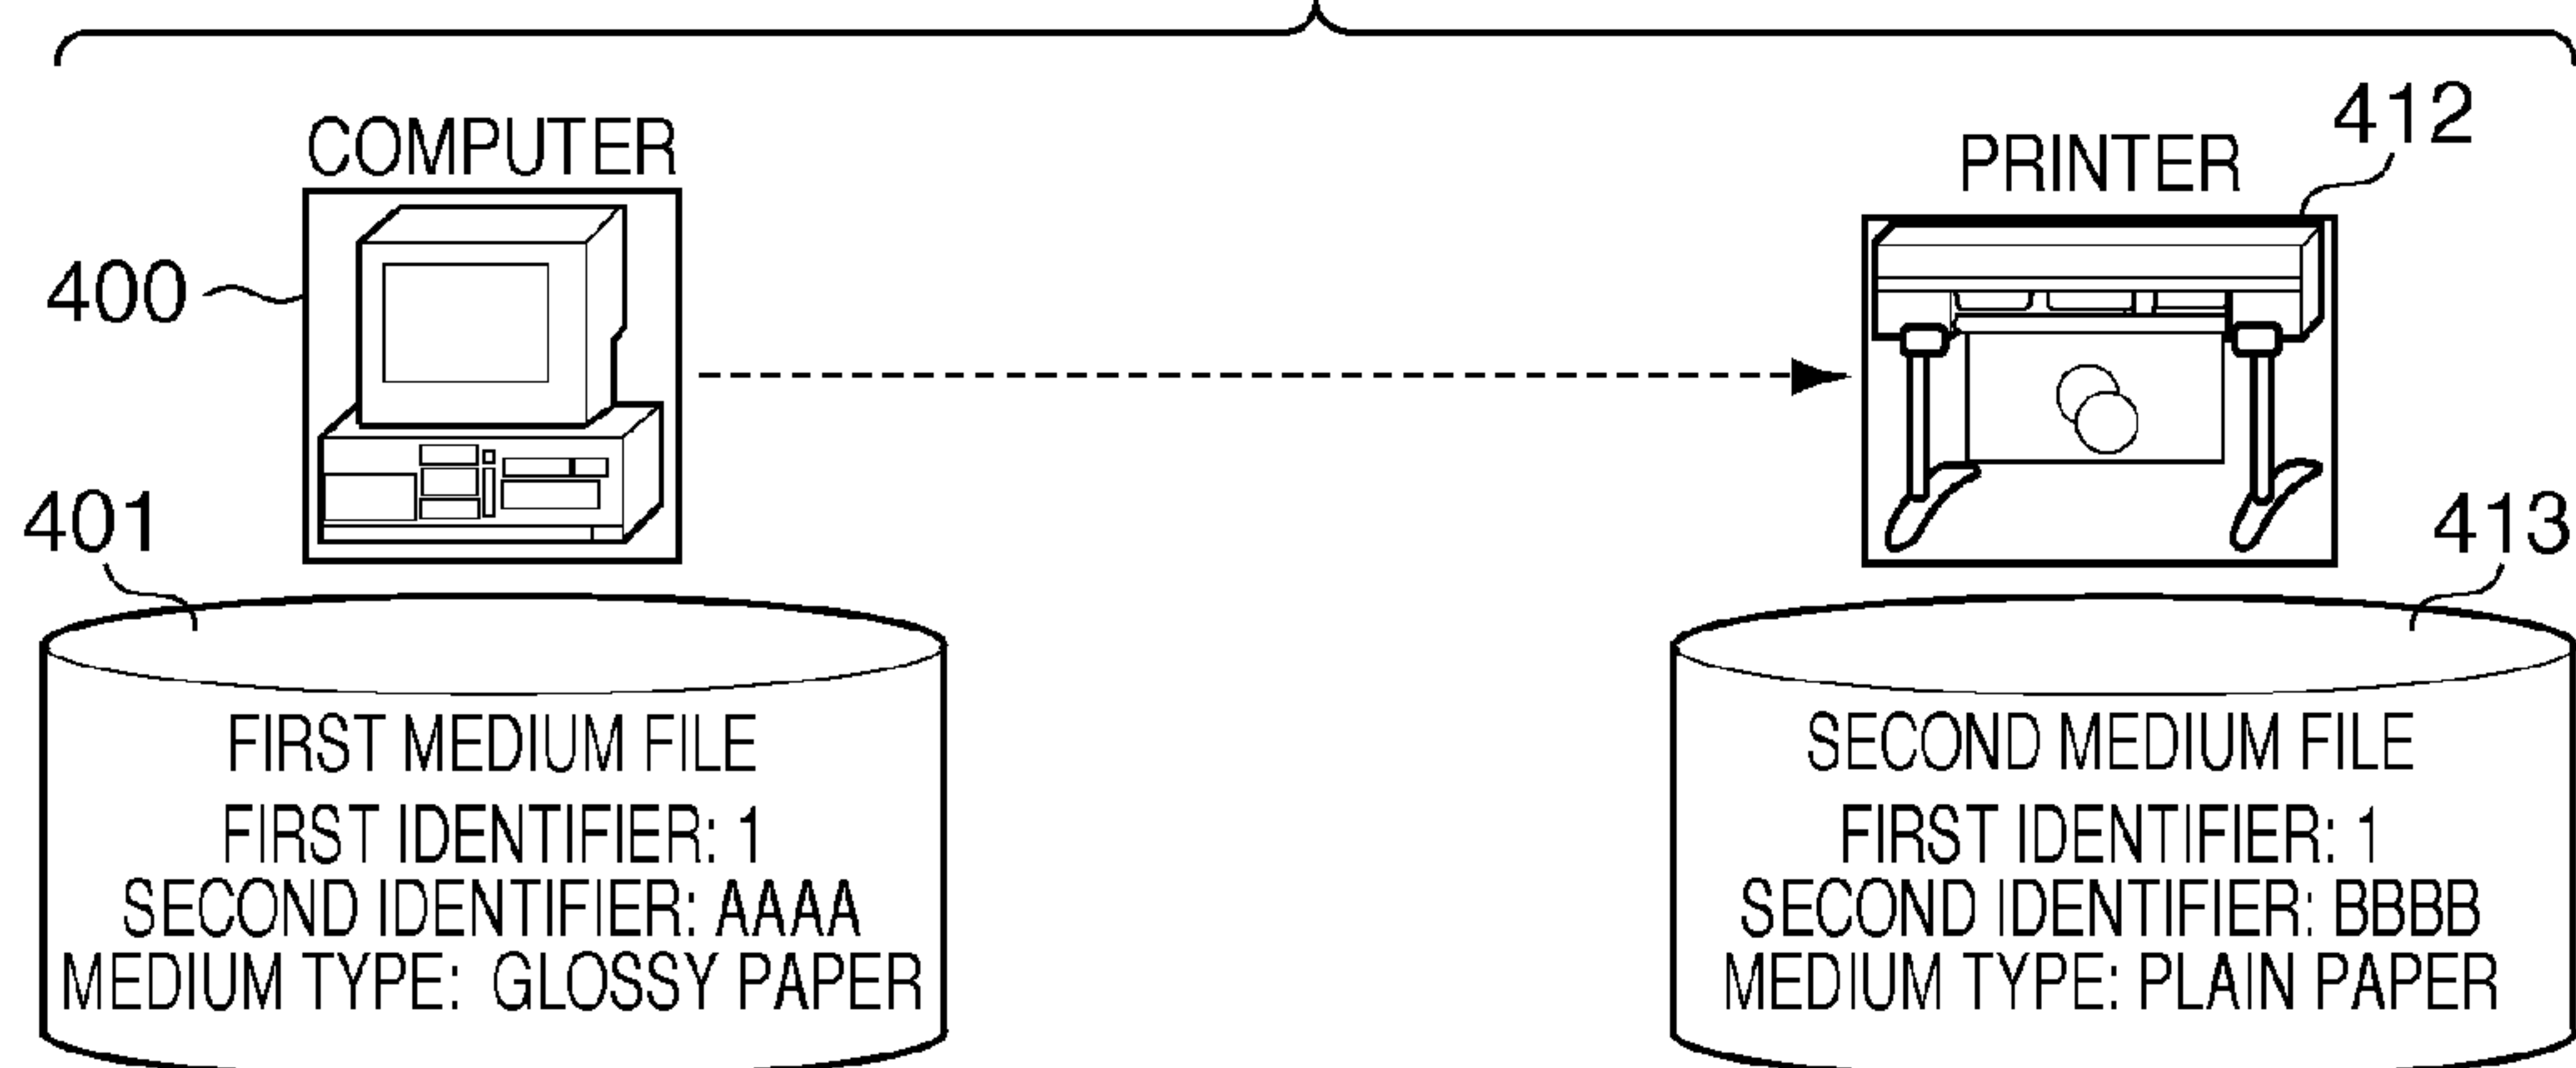 COMPUTER
400
401
FIRST MEDIUM FILE
FIRST IDENTIFIER: 1
SECOND IDENTIFIER: AAAA
MEDIUM TYPE: GLOSSY PAPER
412
PRINTER
413
SECOND MEDIUM FILE
FIRST IDENTIFIER: 1
SECOND IDENTIFIER: BBBB
MEDIUM TYPE: PLAIN PAPER